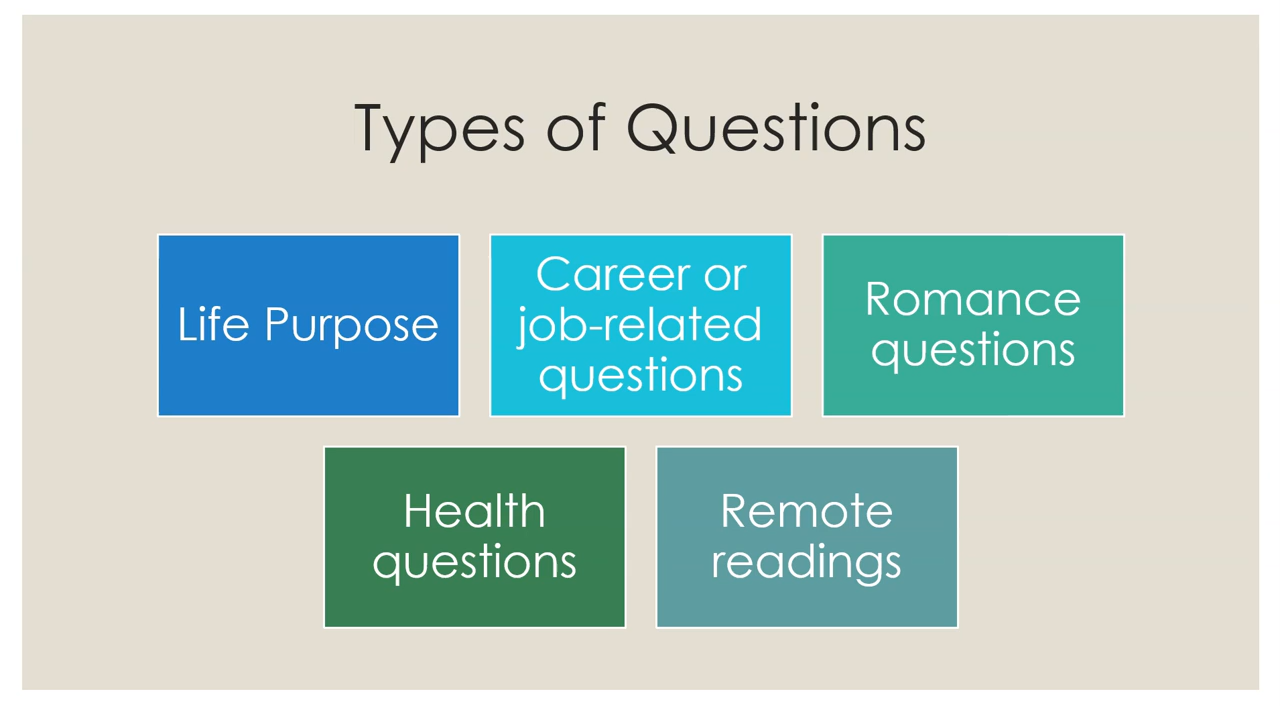 Types of Questions
Life Purpose
Career or
job-related
questions
Romance
questions
Health
questions
Remote
readings